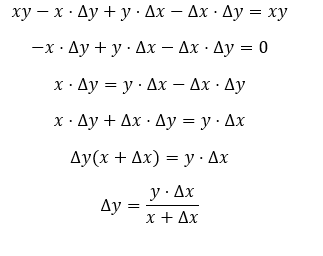 xy − x · Δy + y · Δx − Δx · Δy = xy
−x · Δy + y · Δx − Δx · Δy = 0
x · Δy = y · Δx − Δx · Δy
x · Δy + Δx · Δy = y · Δx
Δy(x + Δx) = y · Δx
Δy = \frac{y · Δx}{x + Δx}